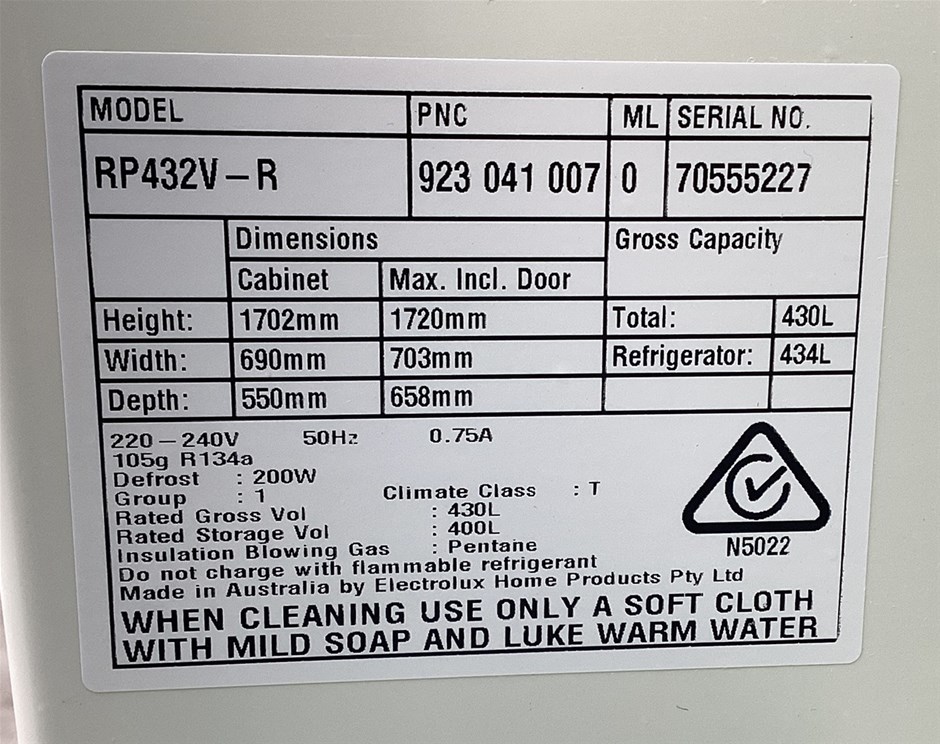 MODEL PNC ML SERIAL NO.
RP432V-R 923 041 007 0 70555227
Dimensions Gross Capacity
Cabinet Max. Incl. Door
Height: 1702mm 1720mm Total: 430L
Width: 690mm 703mm Refrigerator: 434L
Depth: 550mm 658mm
220-240V 50Hz 0.75A
105g R134a
Defrost : 200W
Group : 1 Climate Class : T
Rated Gross Vol : 430L
Rated Storage Vol : 400L
Insulation Blowing Gas : Pentane
Do not charge with flammable refrigerant
Made in Australia by Electrolux Home Products Pty Ltd
N5022
WHEN CLEANING USE ONLY A SOFT CLOTH
WITH MILD SOAP AND LUKE WARM WATER